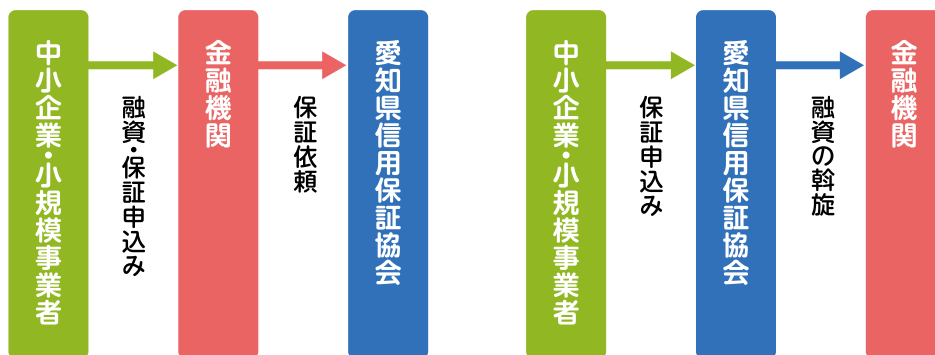 中小企業・小規模事業者
融資・保証申込み
金融機関
保証依頼
愛知県信用保証協会
中小企業・小規模事業者
保証申込み
愛知県信用保証協会
融資の斡旋
金融機関